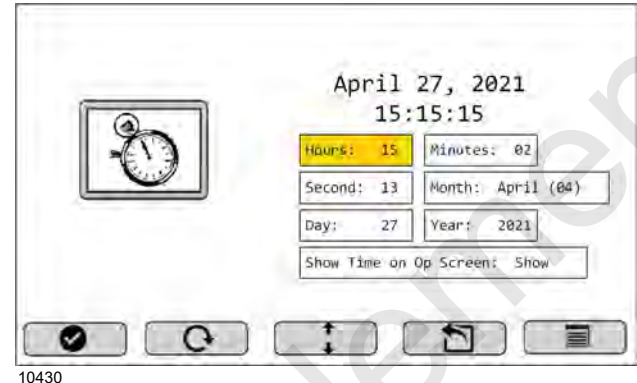 April 27, 2021
15:15:15
Hours: 15 Minutes: 02
Second: 13 Month: April (04)
Day: 27 Year: 2021
Show Time on Op Screen: Show
10430